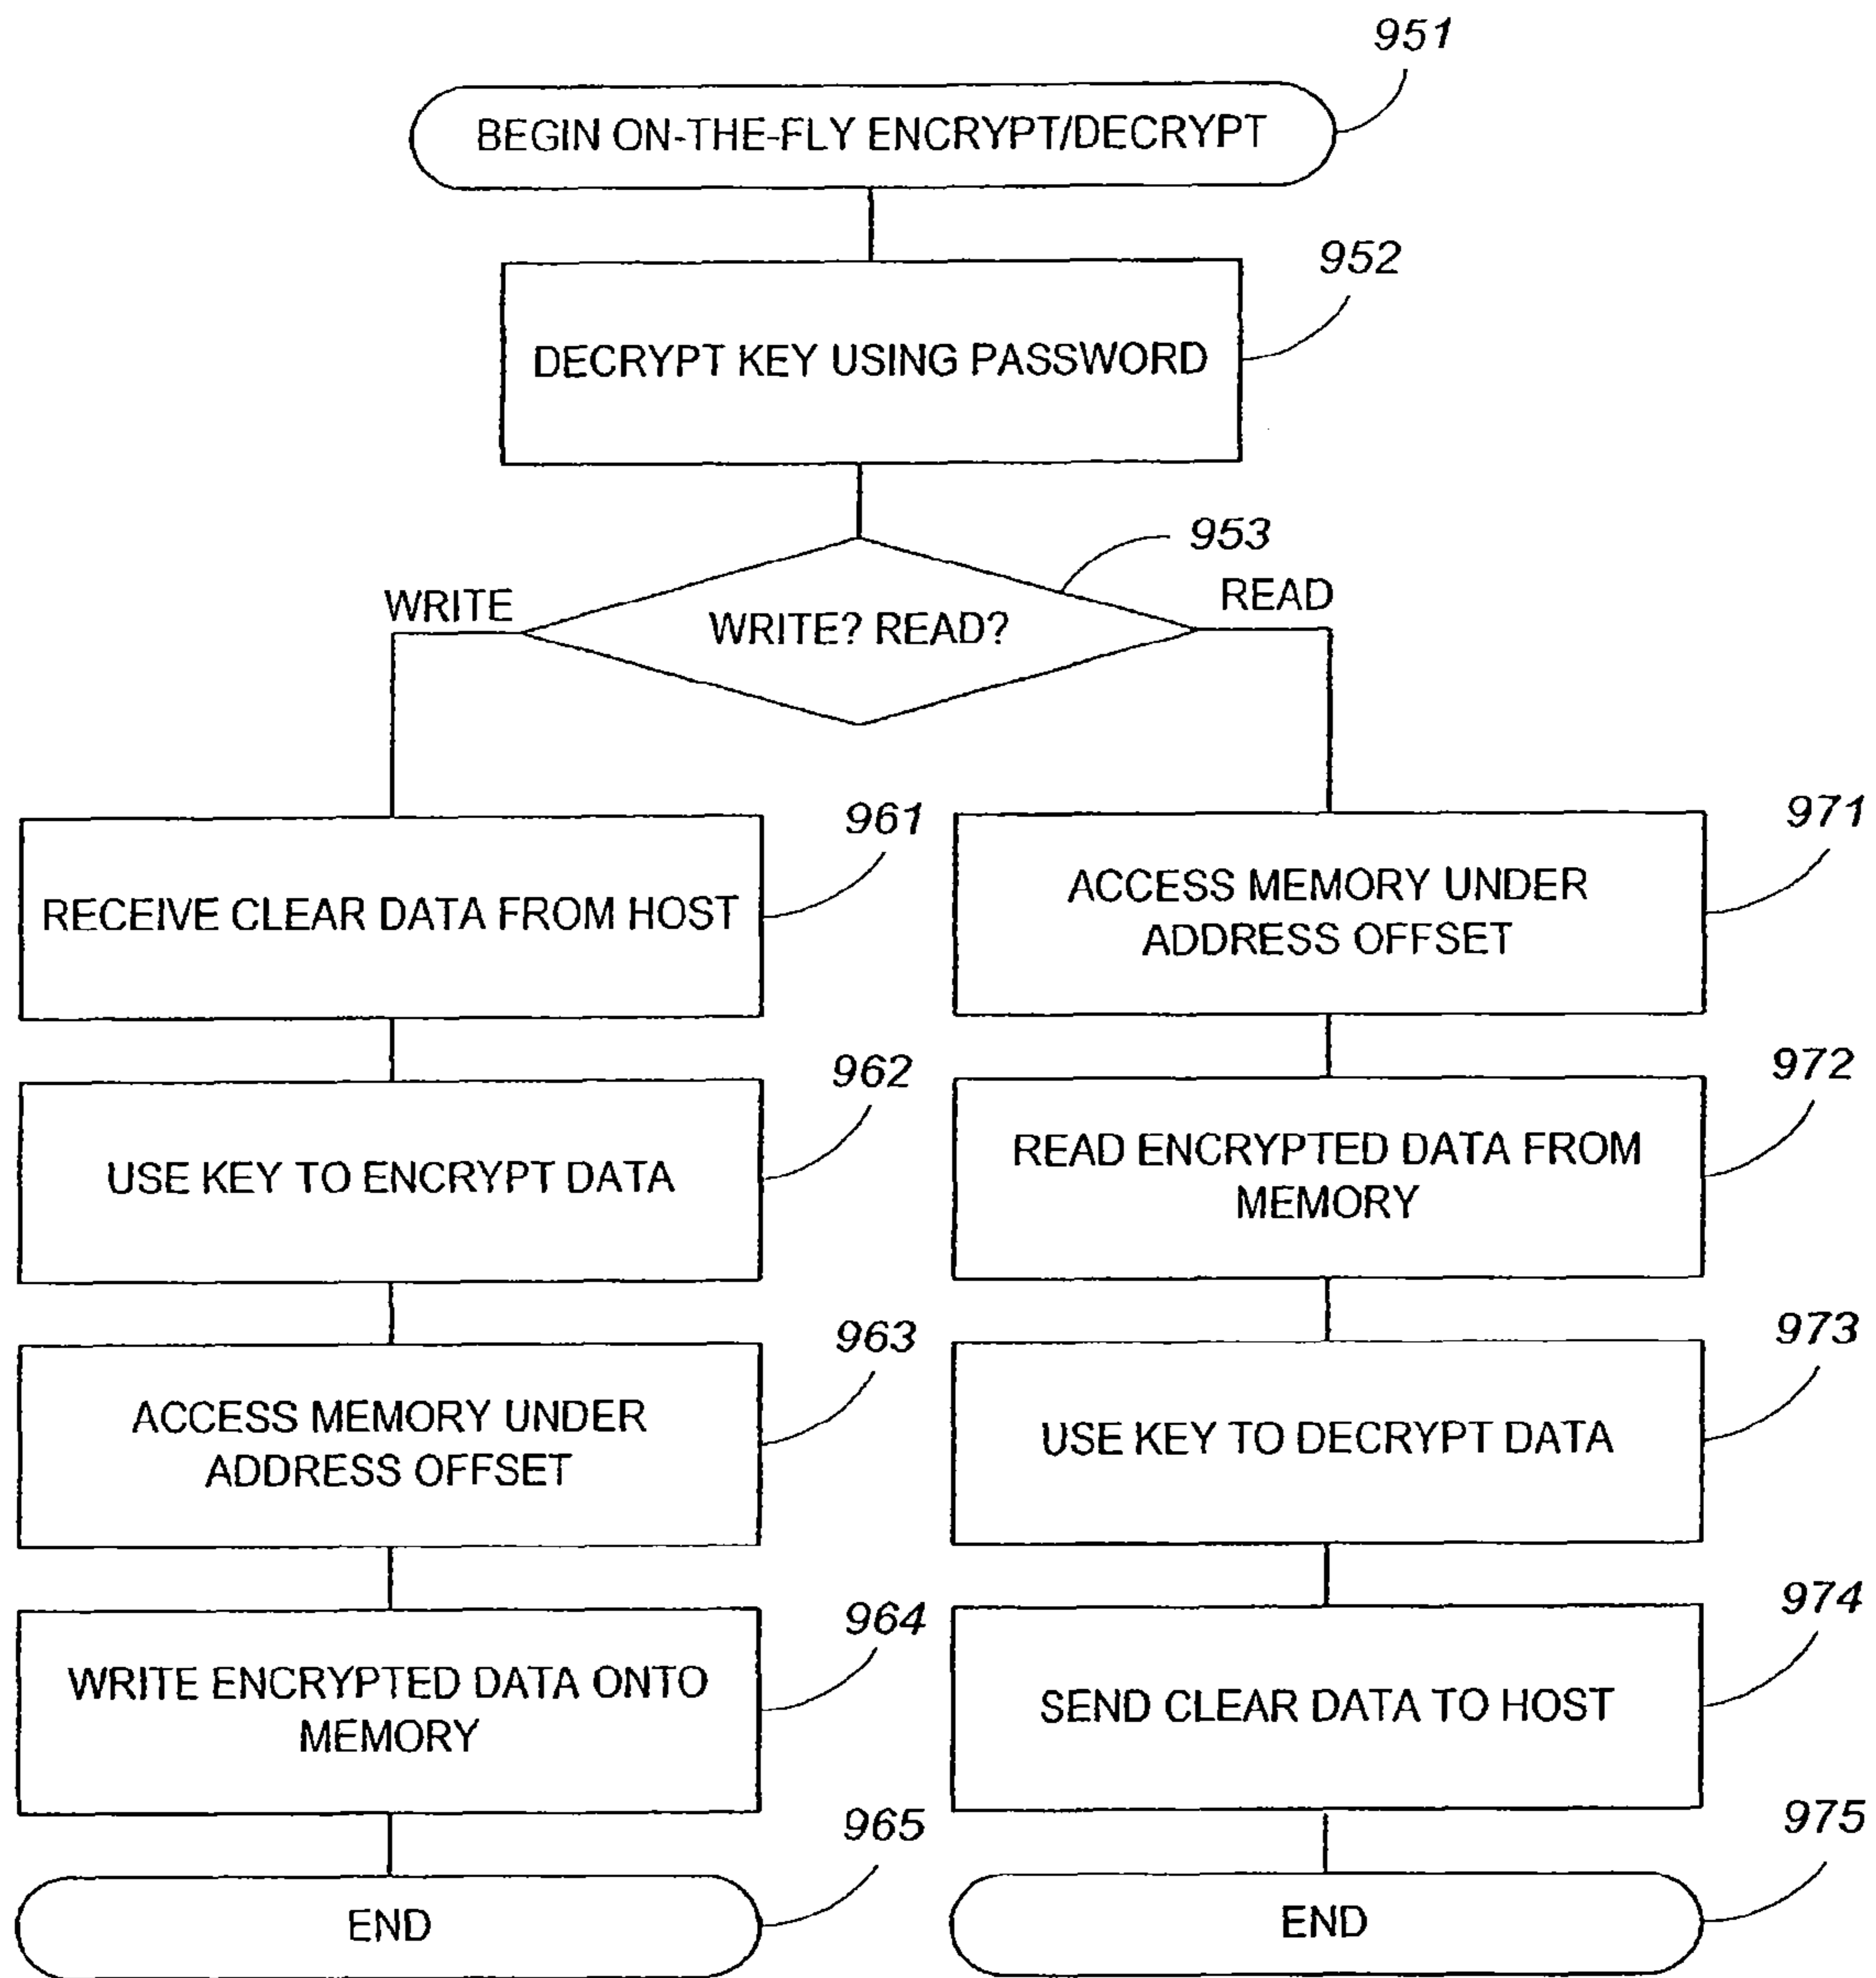 951
BEGIN ON-THE-FLY ENCRYPT/DECRYPT
952
DECRYPT KEY USING PASSWORD
953
WRITE
READ
WRITE? READ?
961
RECEIVE CLEAR DATA FROM HOST
962
USE KEY TO ENCRYPT DATA
963
ACCESS MEMORY UNDER
ADDRESS OFFSET
964
WRITE ENCRYPTED DATA ONTO
MEMORY
965
END
971
ACCESS MEMORY UNDER
ADDRESS OFFSET
972
READ ENCRYPTED DATA FROM
MEMORY
973
USE KEY TO DECRYPT DATA
974
SEND CLEAR DATA TO HOST
975
END